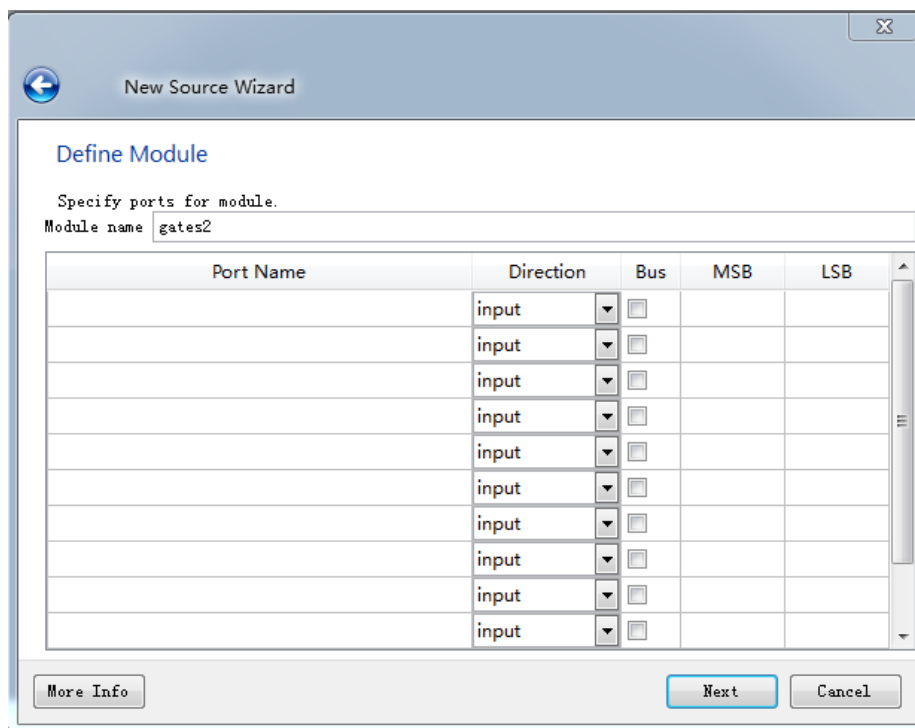 New Source Wizard
Define Module
Specify ports for module.
Module name gates2
Port Name Direction Bus MSB LSB
input
input
input
input
input
input
input
input
input
input
More Info Next Cancel